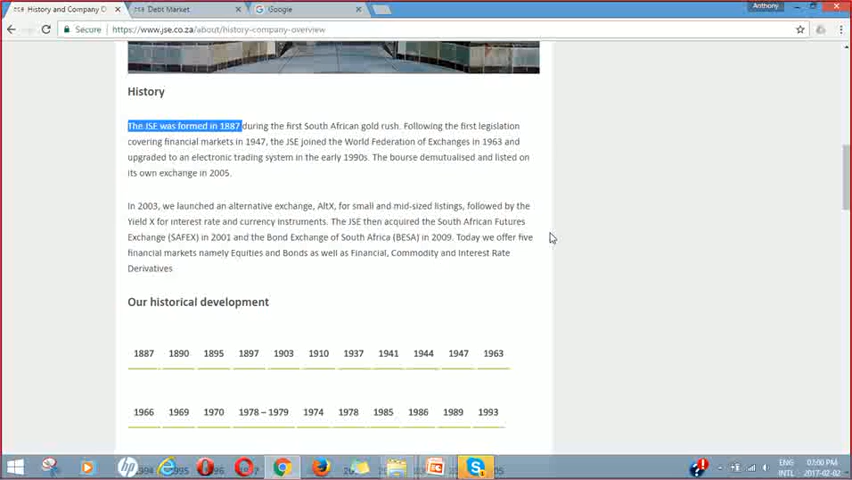 History and Company D
Debt Market
Google
Anthony
Secure
https://www.jse.co.za/about/history-company-overview
History
The JSE was formed in 1887 during the first South African gold rush. Following the first legislation
covering financial markets in 1947, the JSE joined the World Federation of Exchanges in 1963 and
upgraded to an electronic trading system in the early 1990s. The bourse demutualised and listed on
its own exchange in 2005.
In 2003, we launched an alternative exchange, AltX, for small and mid-sized listings, followed by the
Yield X for interest rate and currency instruments. The JSE then acquired the South African Futures
Exchange (SAFEX) in 2001 and the Bond Exchange of South Africa (BESA) in 2009. Today we offer five
financial markets namely Equities and Bonds as well as Financial, Commodity and Interest Rate
Derivatives
Our historical development
1887 1890 1895 1897 1903 1910 1937 1941 1944 1947 1963
1966 1969 1970 1978 – 1979 1974 1978 1985 1986 1989 1993
ENG 03:00 PM
INTL 2017-02-02